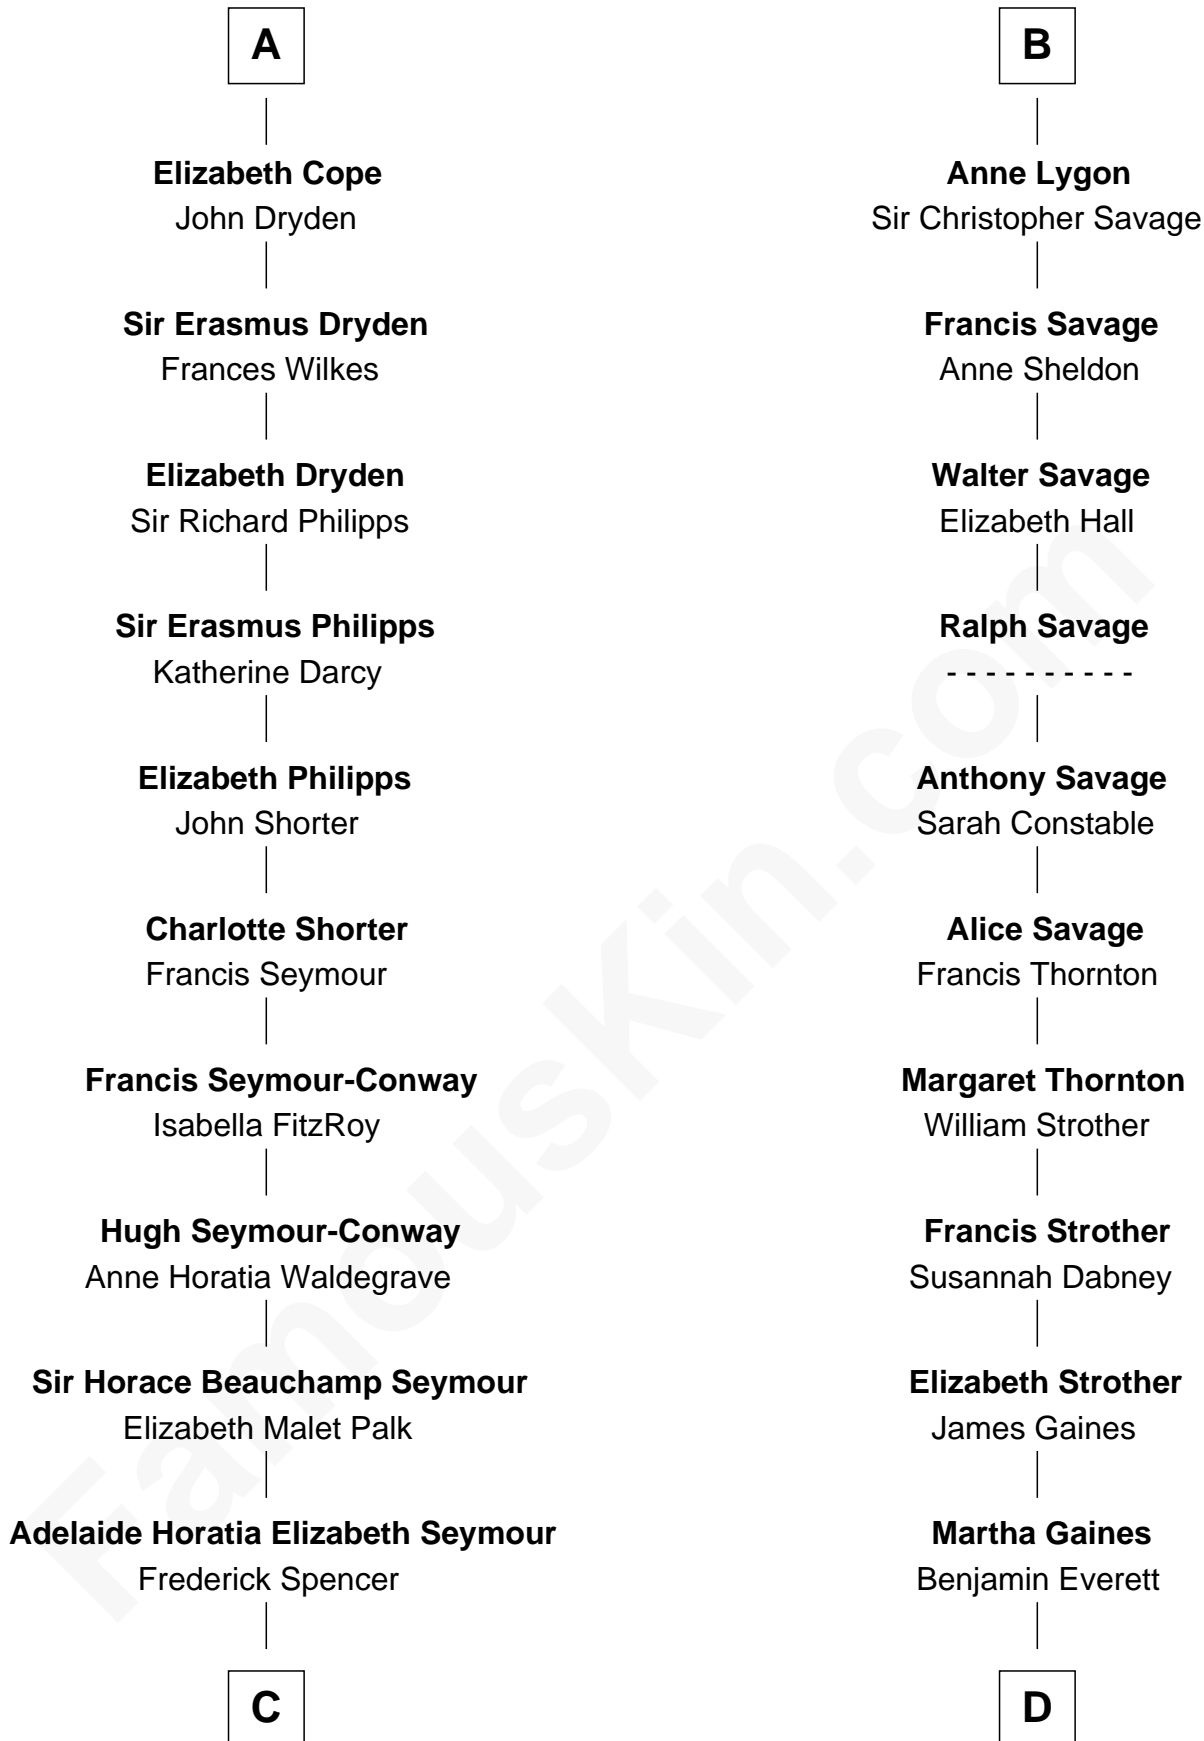 A
Elizabeth Cope
John Dryden
Sir Erasmus Dryden
Frances Wilkes
Elizabeth Dryden
Sir Richard Philipps
Sir Erasmus Philipps
Katherine Darcy
Elizabeth Philipps
John Shorter
Charlotte Shorter
Francis Seymour
Francis Seymour-Conway
Isabella FitzRoy
Hugh Seymour-Conway
Anne Horatia Waldegrave
Sir Horace Beauchamp Seymour
Elizabeth Malet Palk
Adelaide Horatia Elizabeth Seymour
Frederick Spencer
C
B
Anne Lygon
Sir Christopher Savage
Francis Savage
Anne Sheldon
Walter Savage
Elizabeth Hall
Ralph Savage
- - - - - - - - - -
Anthony Savage
Sarah Constable
Alice Savage
Francis Thornton
Margaret Thornton
William Strother
Francis Strother
Susannah Dabney
Elizabeth Strother
James Gaines
Martha Gaines
Benjamin Everett
D
FamousKin.com